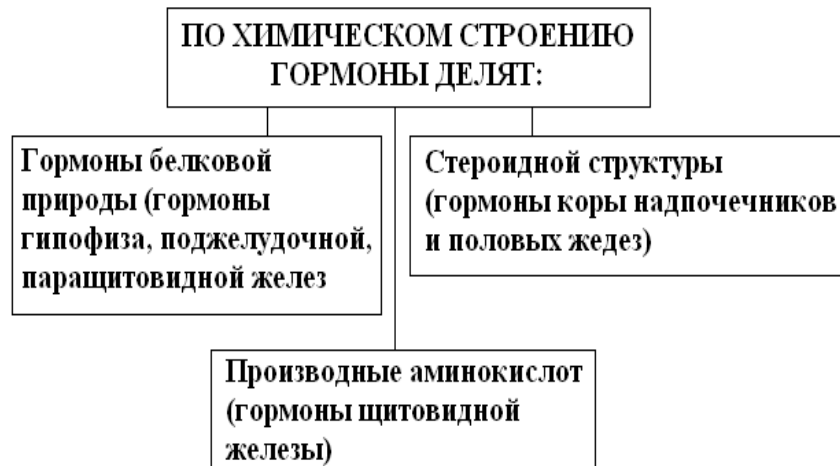 ПО ХИМИЧЕСКОМ СТРОЕНИЮ
ГОРМОНЫ ДЕЛЯТ:
Гормоны белковой
природы (гормоны
гипофиза, поджелудочной,
паращитовидной желез
Стероидной структуры
(гормоны коры надпочечников
и половых жедез)
Производные аминокислот
(гормоны щитовидной
железы)